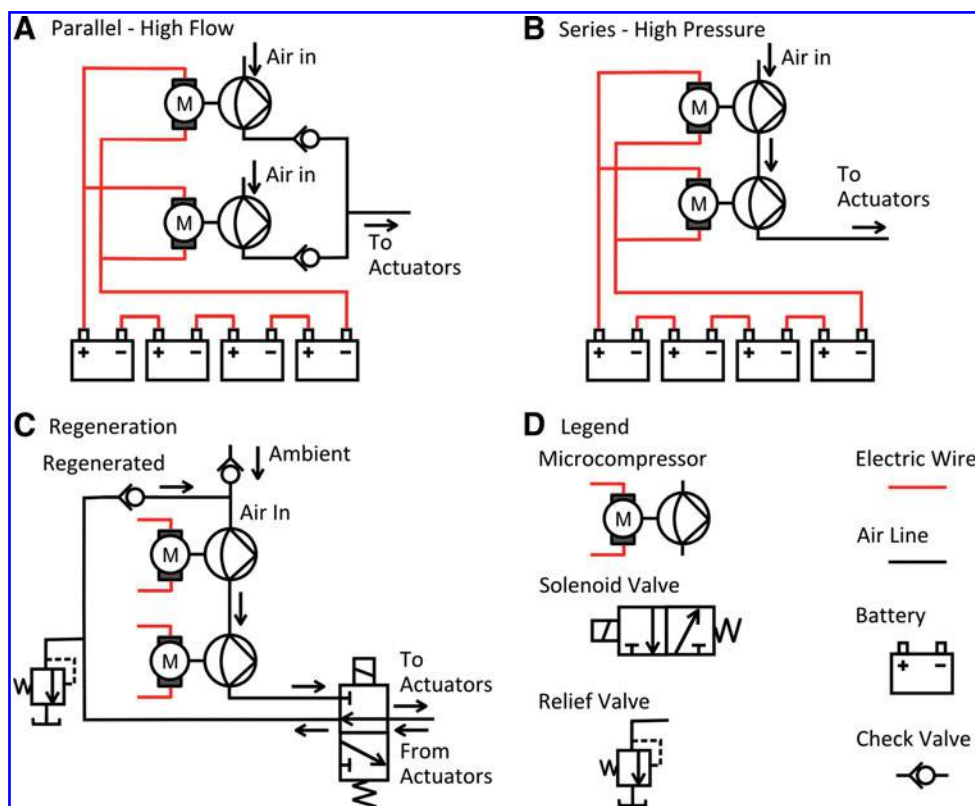 A Parallel - High Flow
Air in
M
Air in
M
To
Actuators
+ - + - + - + -
B Series - High Pressure
Air in
M
M
To
Actuators
+ - + - + - + -
C Regeneration
Regenerated
Ambient
Air In
M
M
To
Actuators
From
Actuators
D Legend
Microcompressor
M
Solenoid Valve
Relief Valve
Electric Wire
Air Line
Battery
+ -
Check Valve